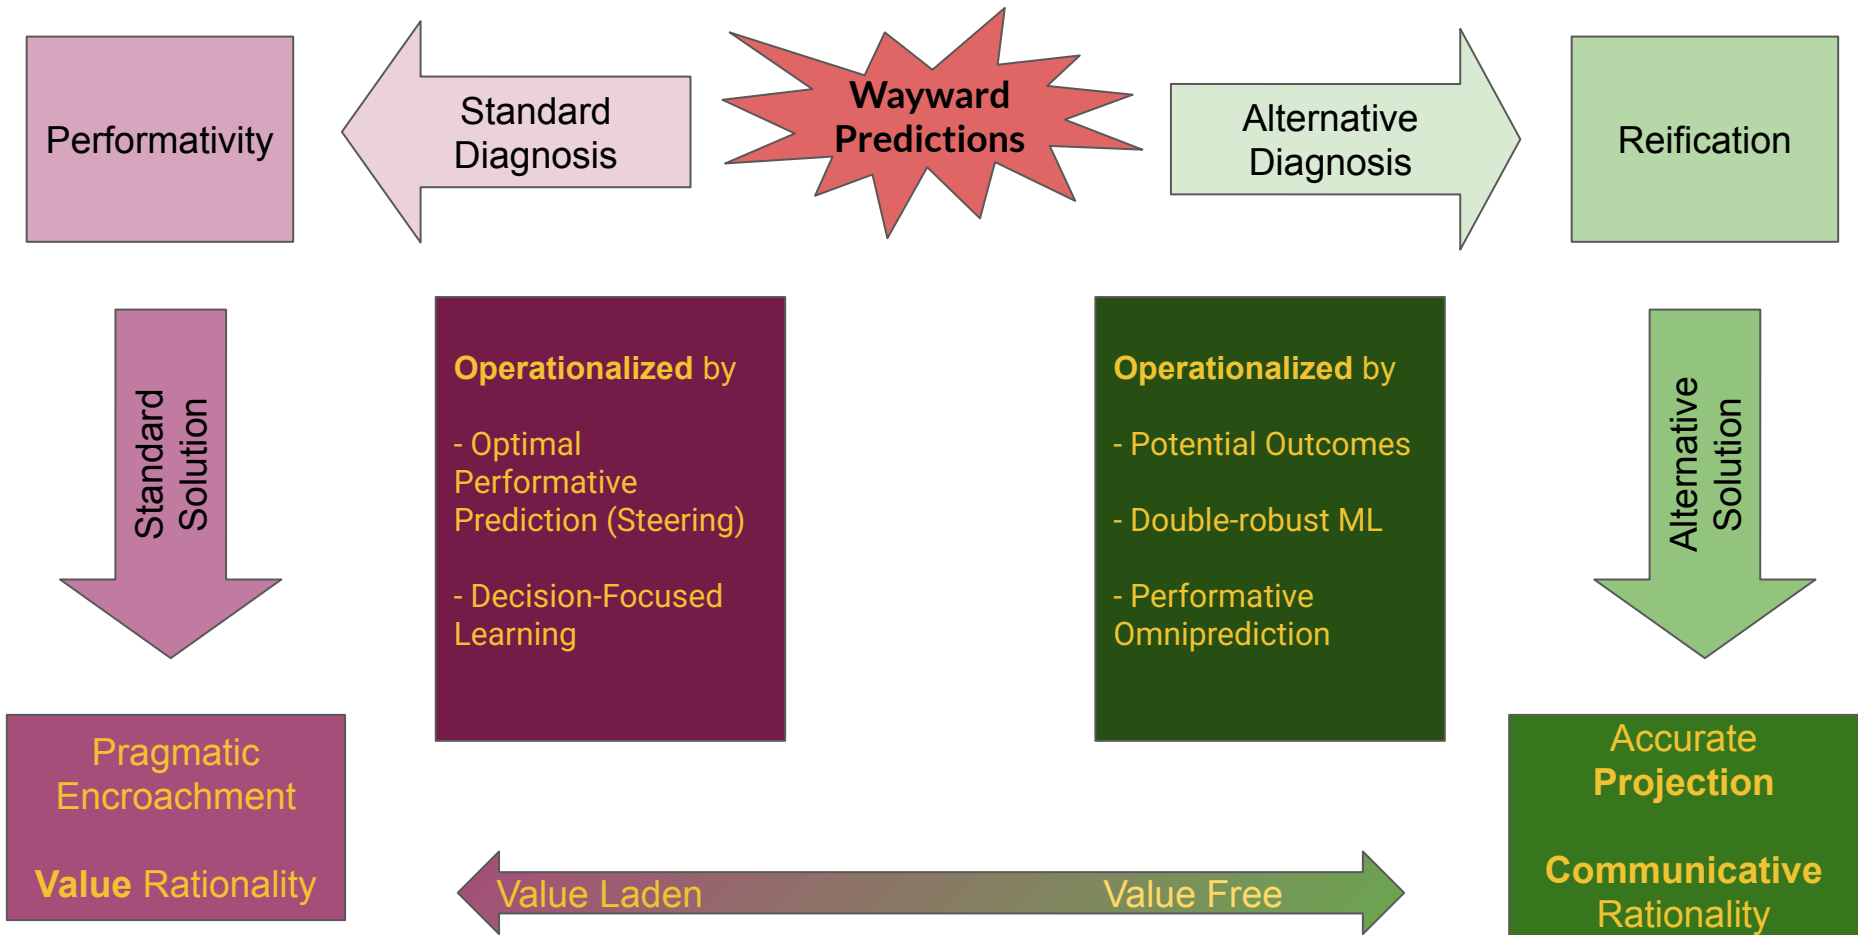 Performativity
Standard
Diagnosis
Wayward
Predictions
Alternative
Diagnosis
Reification
Standard
Solution
Operationalized by
- Optimal
Performative
Prediction (Steering)
- Decision-Focused
Learning
Operationalized by
- Potential Outcomes
- Double-robust ML
- Performative
Omniprediction
Alternative
Solution
Pragmatic
Encroachment
Value Rationality
Value Laden
Value Free
Accurate
Projection
Communicative
Rationality